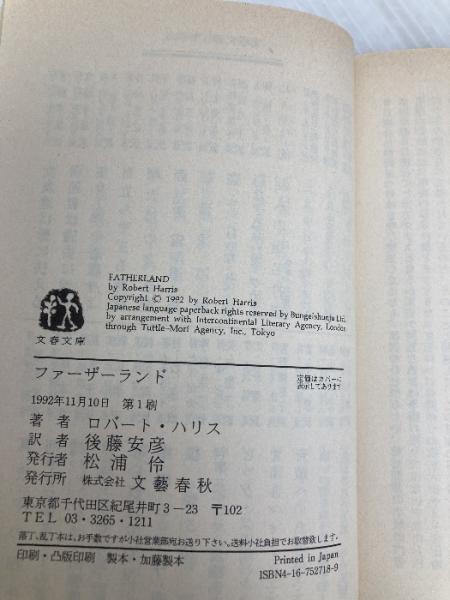 FATHERLAND
by Robert Harris
Copyright © 1992 by Robert Harris
Japanese language paperback rights reserved by Bungeishunju Ltd.
by arrangement with Intercontinental Literary Agency, London
through Tuttle-Mori Agency, Inc., Tokyo
文春文庫
ファーザーランド
定価はカバーに
表示してあります
1992年11月10日 第1刷
著者 ロバート・ハリス
訳者 後藤安彦
発行者 松浦伶
発行所 株式会社 文藝春秋
東京都千代田区紀尾井町3-23 〒102
TEL 03・3265・1211
落丁、乱丁本は、お手数ですが小社営業部宛お送り下さい。送料小社負担でお取替致します。
印刷・凸版印刷 製本・加藤製本
Printed in Japan
ISBN4-16-752718-9